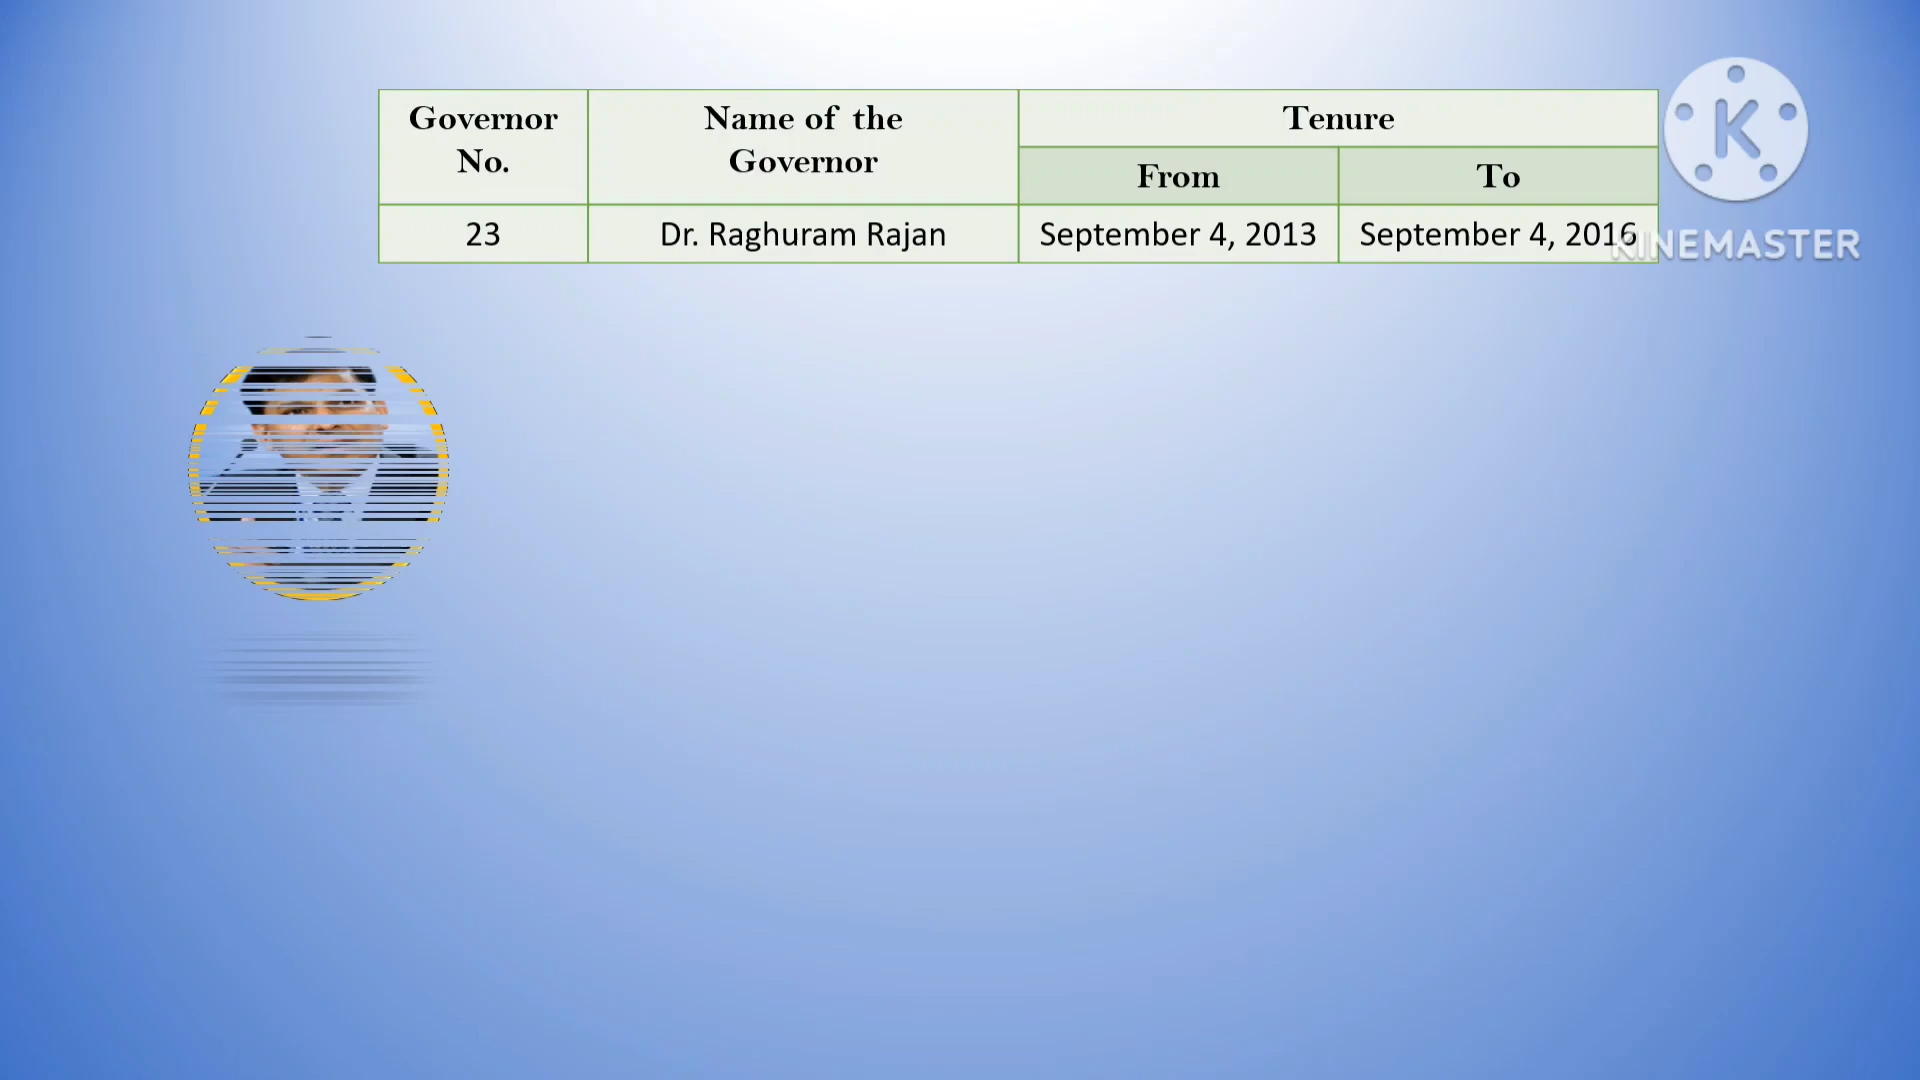 Governor
No.
Name of the
Governor
Tenure
From
To
23
Dr. Raghuram Rajan
September 4, 2013
September 4, 2016
K
KINEMASTER